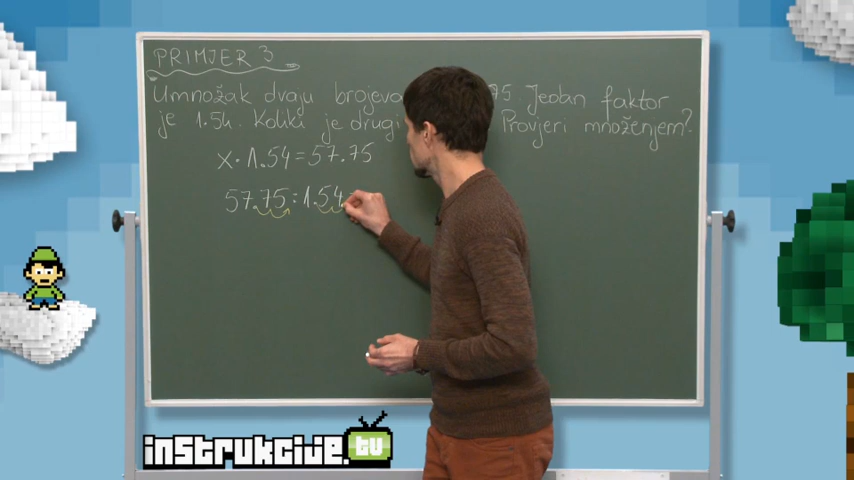 PRIMJER 3
Umnožak dvaju brojeva 75 Jedan faktor
je 1.54. Koliki je drugi Provjeri množenjem?
x · 1.54 = 57.75
57.75 : 1.54
instrukcije.tv